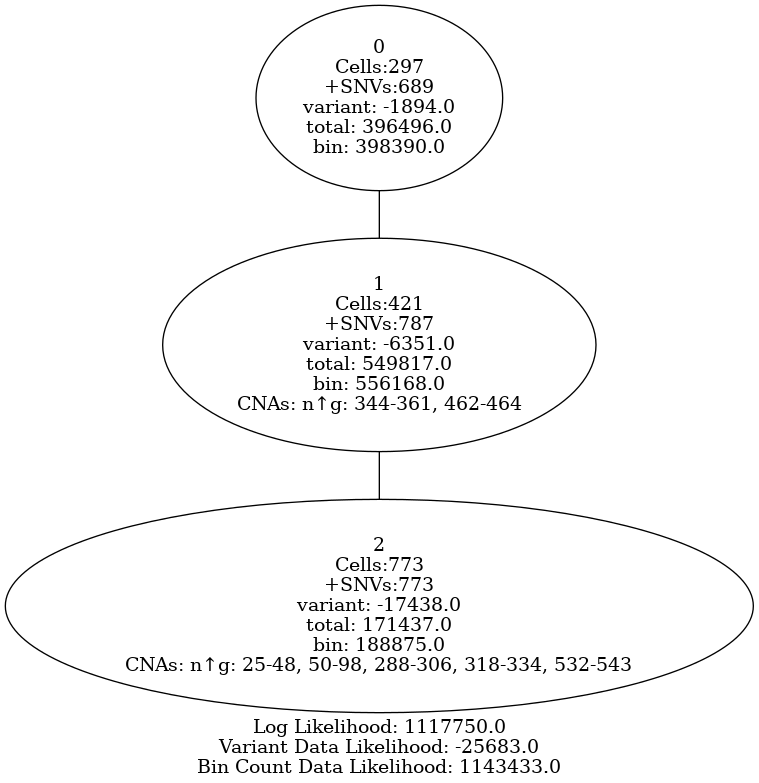 0
Cells:297
+SNVs:689
variant: -1894.0
total: 396496.0
bin: 398390.0
1
Cells:421
+SNVs:787
variant: -6351.0
total: 549817.0
bin: 556168.0
CNAs: n↑g: 344-361, 462-464
2
Cells:773
+SNVs:773
variant: -17438.0
total: 171437.0
bin: 188875.0
CNAs: n↑g: 25-48, 50-98, 288-306, 318-334, 532-543
Log Likelihood: 1117750.0
Variant Data Likelihood: -25683.0
Bin Count Data Likelihood: 1143433.0